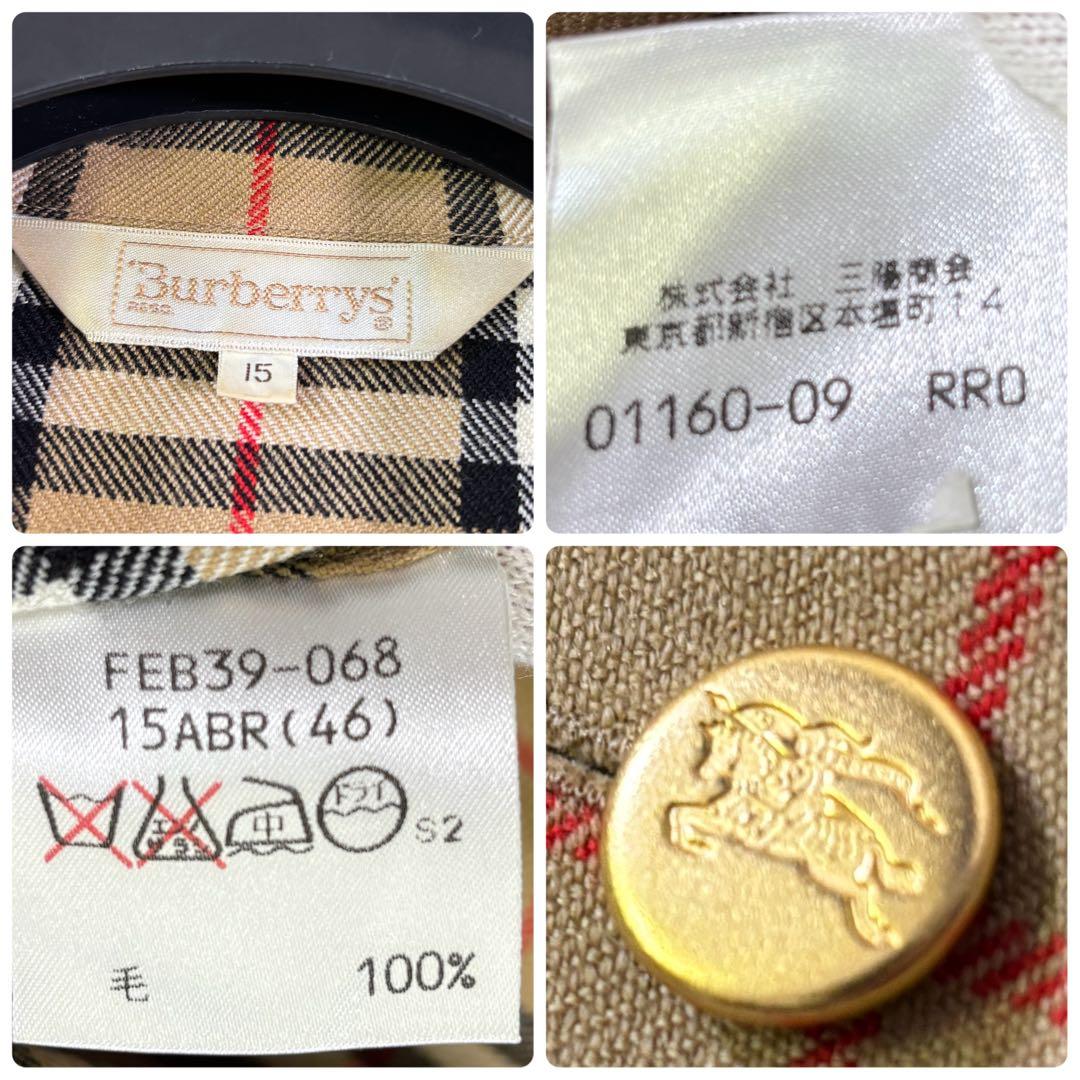 Burberrys
REGD.
®
15
株式会社 三陽商会
東京都新宿区本塩町14
01160-09 RRO
FEB39-068
15ABR(46)
中 ドライ S2
毛 100%